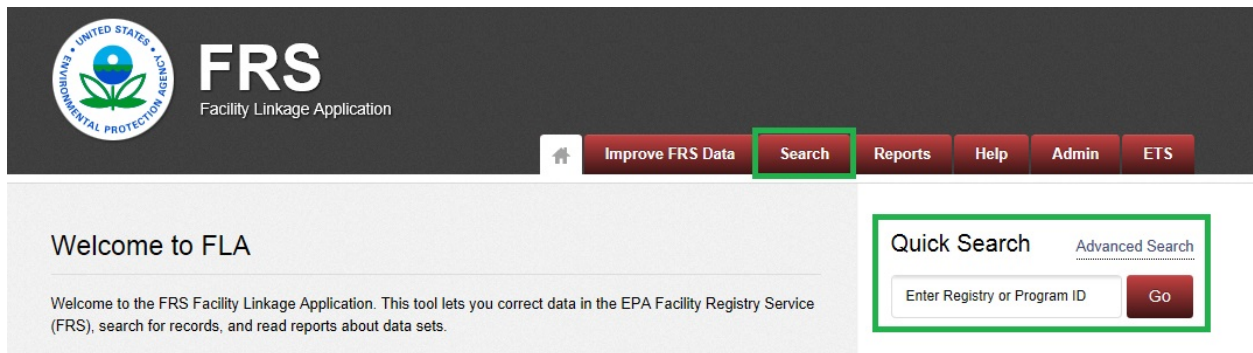 UNITED STATES
ENVIRONMENTAL PROTECTION AGENCY
FRS
Facility Linkage Application
Improve FRS Data Search Reports Help Admin ETS
Welcome to FLA
Welcome to the FRS Facility Linkage Application. This tool lets you correct data in the EPA Facility Registry Service
(FRS), search for records, and read reports about data sets.
Quick Search Advanced Search
Enter Registry or Program ID Go